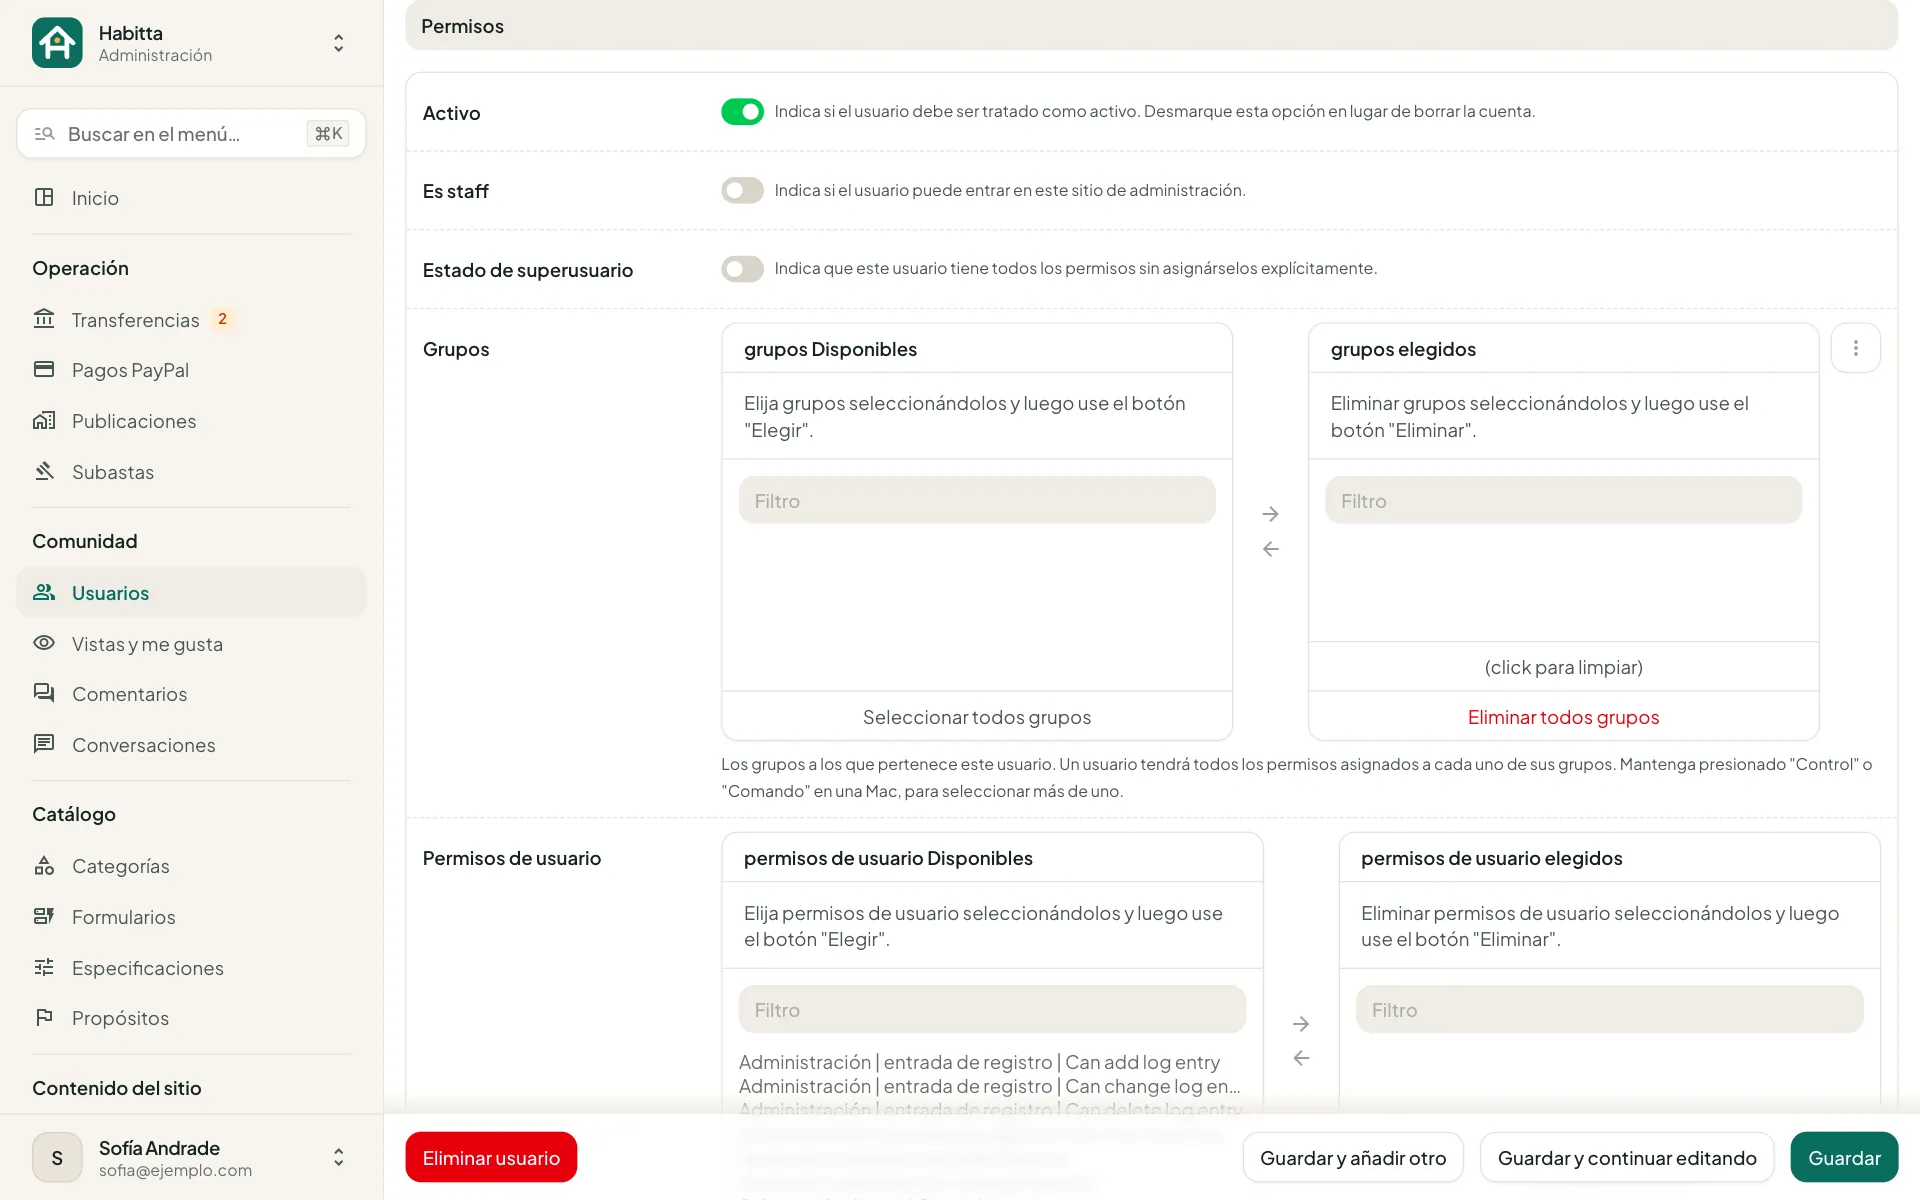 Habitta
Administración
Buscar en el menú...
⌘K
Inicio
Operación
Transferencias 2
Pagos PayPal
Publicaciones
Subastas
Comunidad
Usuarios
Vistas y me gusta
Comentarios
Conversaciones
Catálogo
Categorías
Formularios
Especificaciones
Propósitos
Contenido del sitio
S
Sofía Andrade
sofia@ejemplo.com
Permisos
Activo
Indica si el usuario debe ser tratado como activo. Desmarque esta opción en lugar de borrar la cuenta.
Es staff
Indica si el usuario puede entrar en este sitio de administración.
Estado de superusuario
Indica que este usuario tiene todos los permisos sin asignárselos explícitamente.
Grupos
grupos Disponibles
Elija grupos seleccionándolos y luego use el botón
"Elegir".
Filtro
Seleccionar todos grupos
grupos elegidos
Eliminar grupos seleccionándolos y luego use el
botón "Eliminar".
Filtro
(click para limpiar)
Eliminar todos grupos
Los grupos a los que pertenece este usuario. Un usuario tendrá todos los permisos asignados a cada uno de sus grupos. Mantenga presionado "Control" o
"Comando" en una Mac, para seleccionar más de uno.
Permisos de usuario
permisos de usuario Disponibles
Elija permisos de usuario seleccionándolos y luego use
el botón "Elegir".
Filtro
Administración | entrada de registro | Can add log entry
Administración | entrada de registro | Can change log en...
Administración | entrada de registro | Can delete log entry
permisos de usuario elegidos
Eliminar permisos de usuario seleccionándolos y luego
use el botón "Eliminar".
Filtro
Eliminar usuario
Guardar y añadir otro
Guardar y continuar editando
Guardar